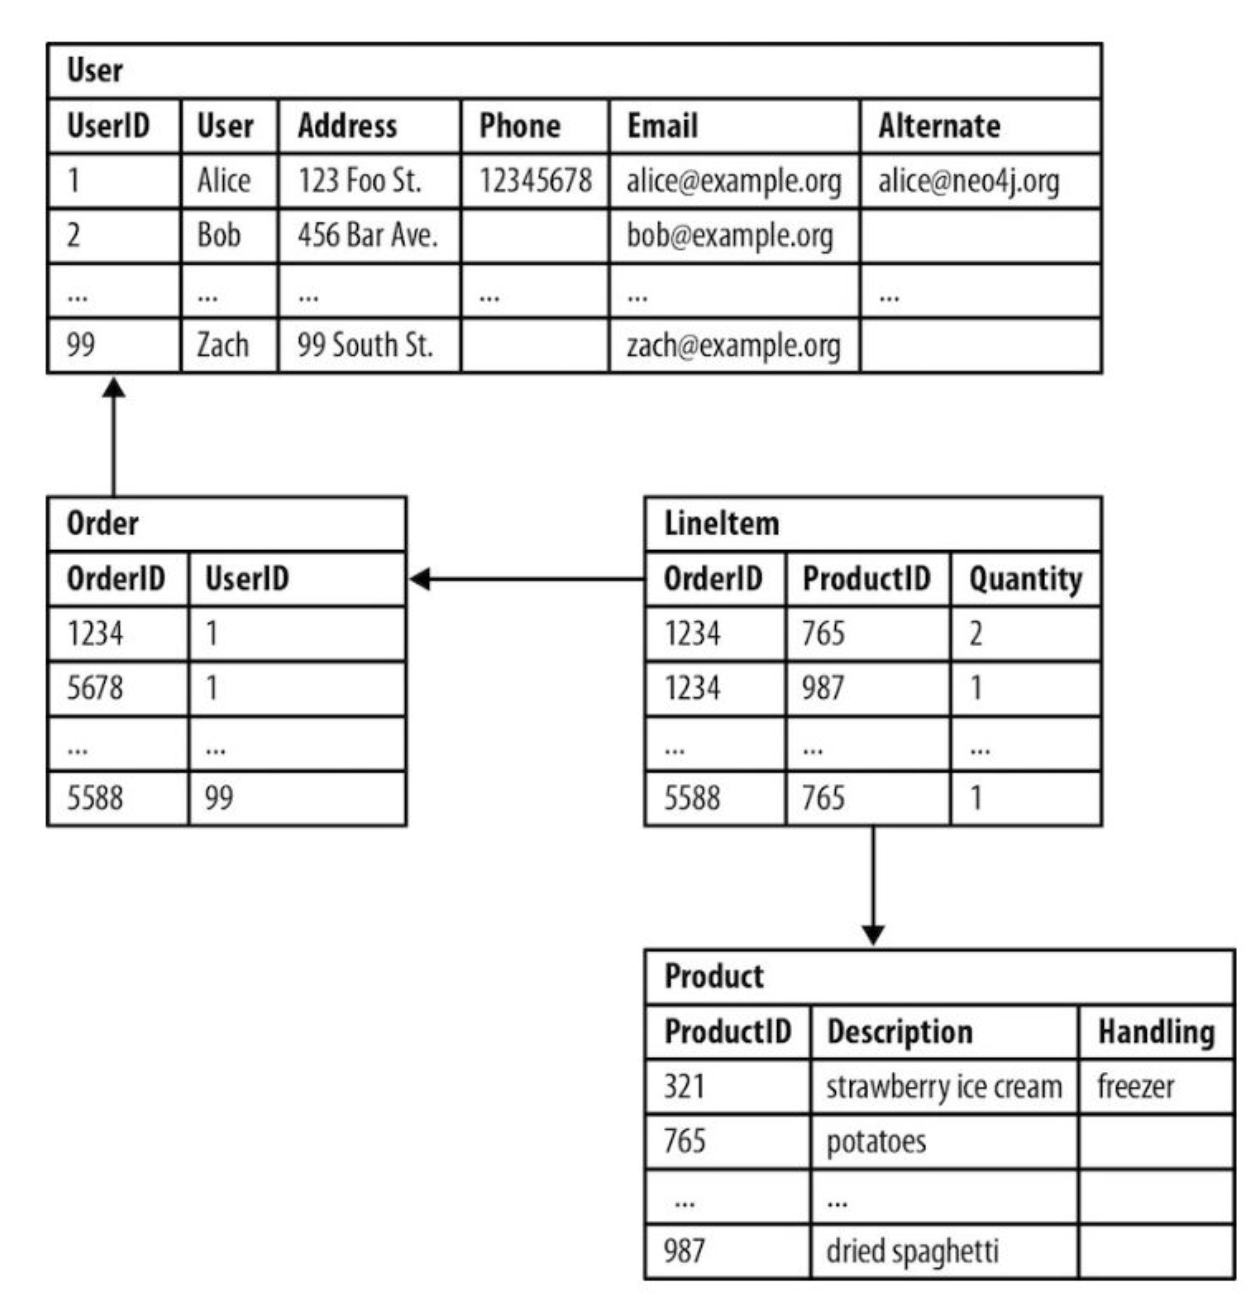 User
UserID User Address Phone Email Alternate
1 Alice 123 Foo St. 12345678 alice@example.org alice@neo4j.org
2 Bob 456 Bar Ave. bob@example.org
... ... ... ... ... ...
99 Zach 99 South St. zach@example.org
Order
OrderID UserID
1234 1
5678 1
... ...
5588 99
LineItem
OrderID ProductID Quantity
1234 765 2
1234 987 1
... ... ...
5588 765 1
Product
ProductID Description Handling
321 strawberry ice cream freezer
765 potatoes
... ...
987 dried spaghetti